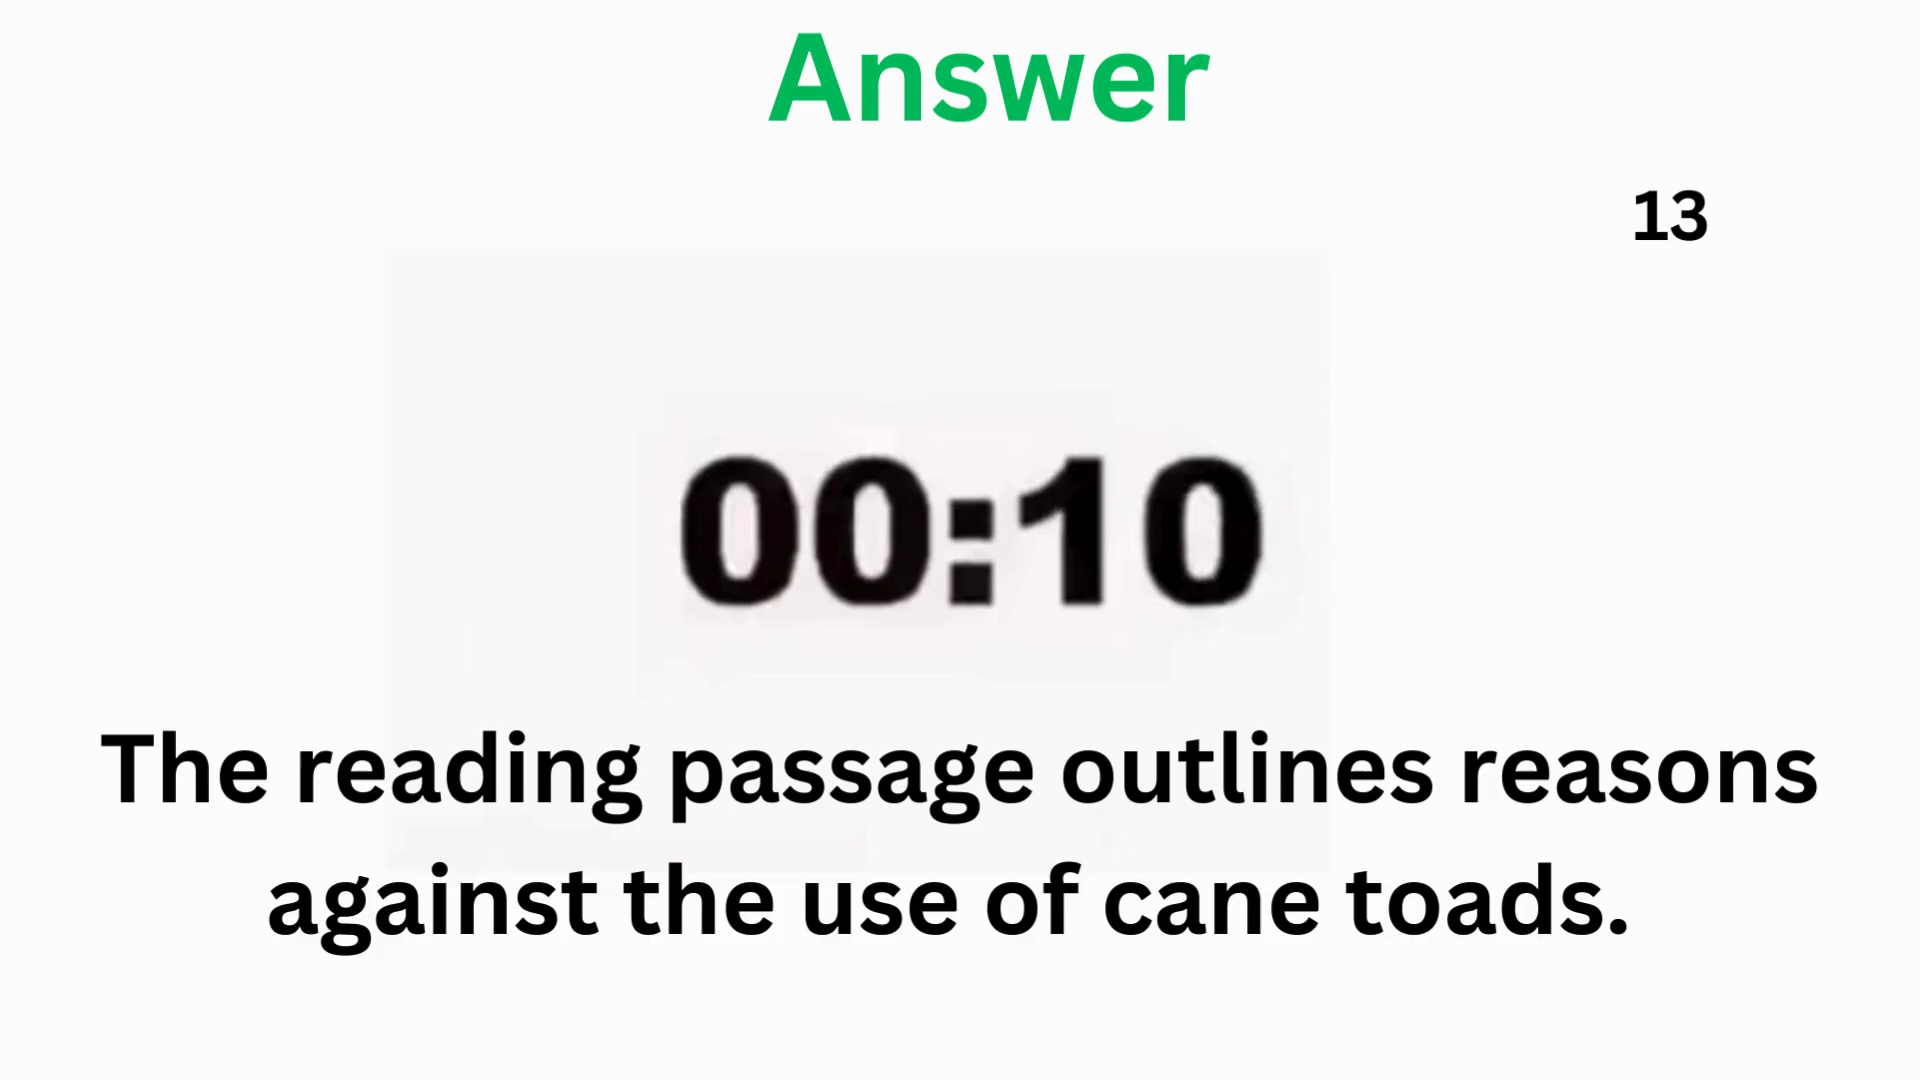 Answer
13
00:10
The reading passage outlines reasons
against the use of cane toads.